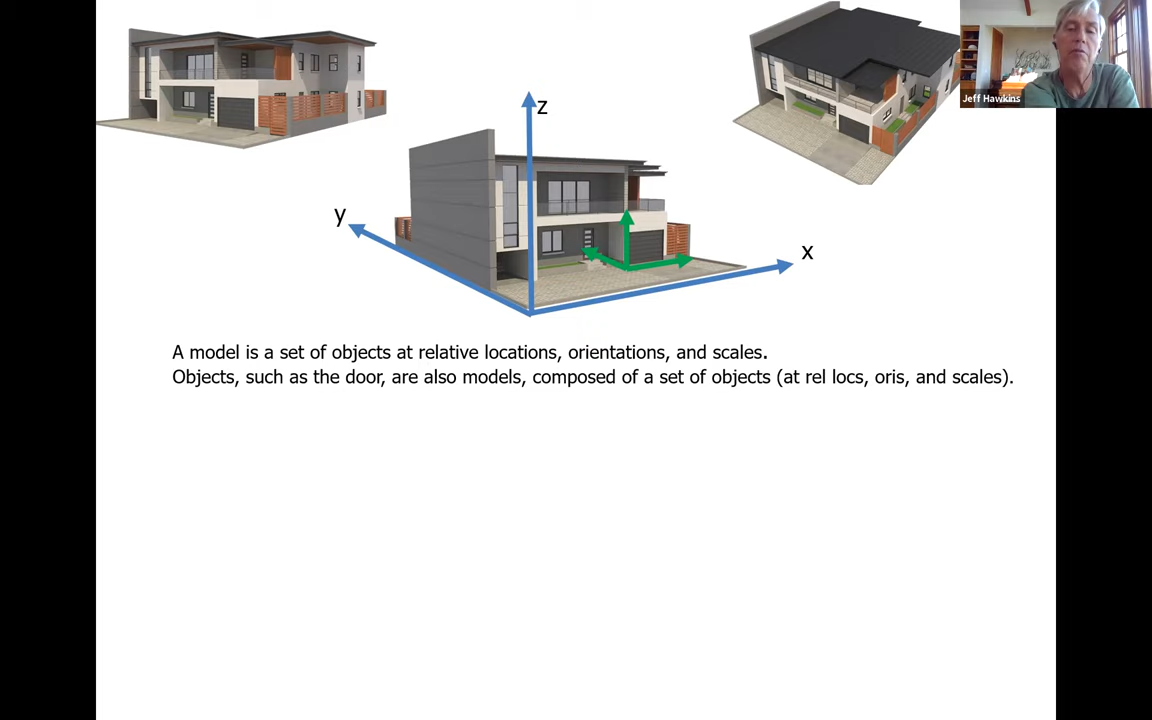 Jeff Hawkins
z
y
x
A model is a set of objects at relative locations, orientations, and scales.
Objects, such as the door, are also models, composed of a set of objects (at rel locs, oris, and scales).